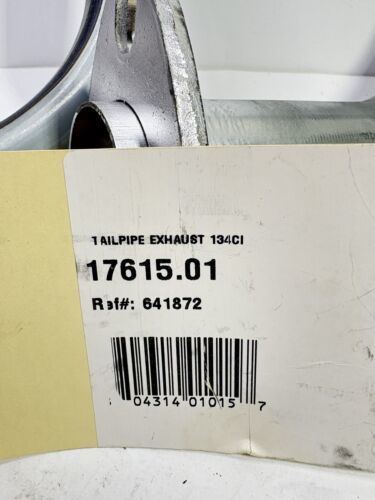 TAILPIPE EXHAUST 134CI
17615.01
Ref#: 641872
04314 01015 7